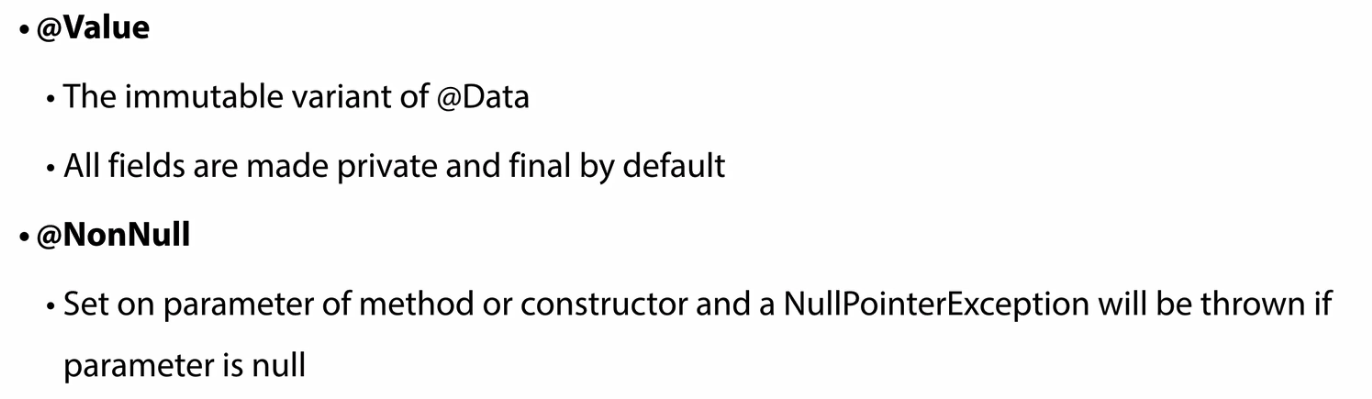 • @Value
• The immutable variant of @Data
• All fields are made private and final by default
• @NonNull
• Set on parameter of method or constructor and a NullPointerException will be thrown if
parameter is null